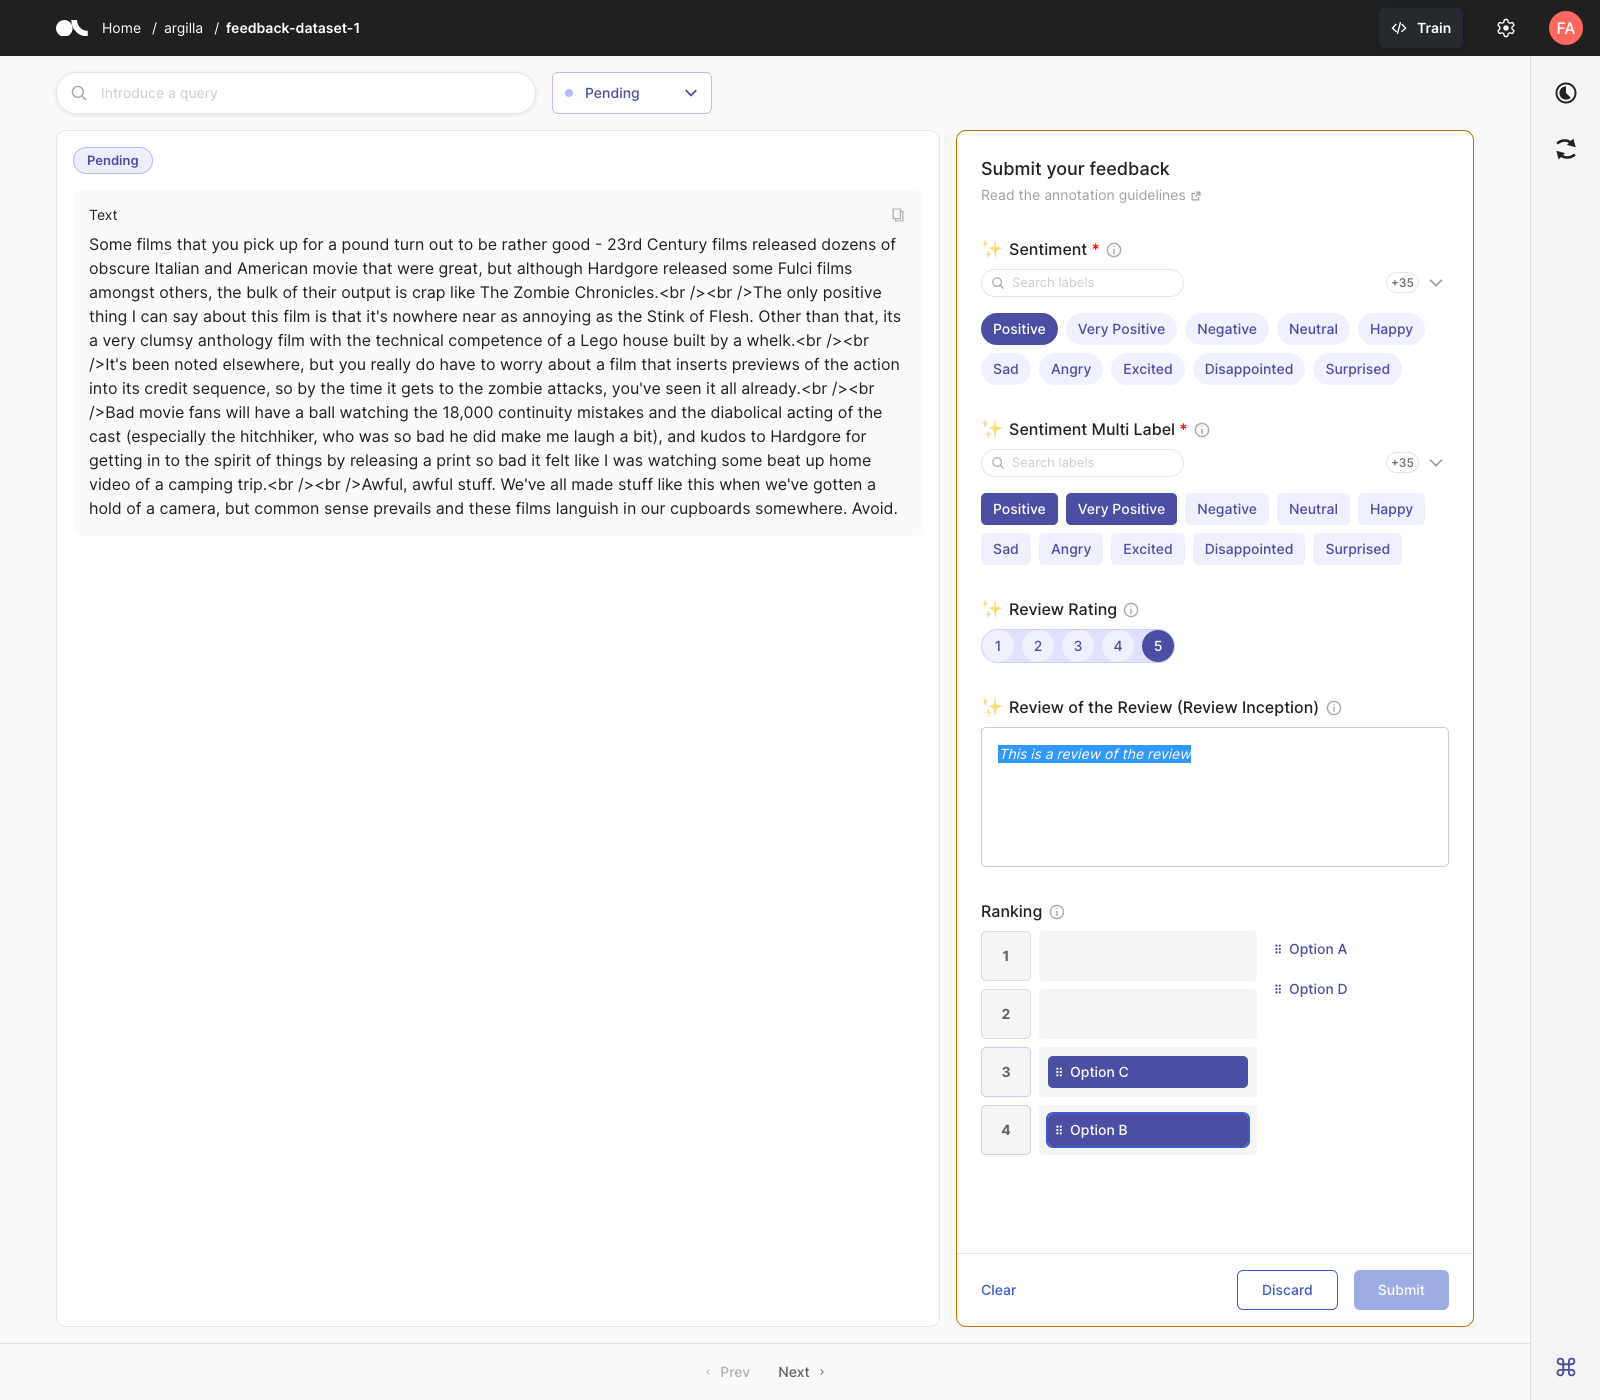 Home / argilla / feedback-dataset-1
Train
FA
Introduce a query
Pending
Pending
Text
Some films that you pick up for a pound turn out to be rather good - 23rd Century films released dozens of
obscure Italian and American movie that were great, but although Hardgore released some Fulci films
amongst others, the bulk of their output is crap like The Zombie Chronicles.<br /><br />The only positive
thing I can say about this film is that it's nowhere near as annoying as the Stink of Flesh. Other than that, its
a very clumsy anthology film with the technical competence of a Lego house built by a whelk.<br /><br
/>It's been noted elsewhere, but you really do have to worry about a film that inserts previews of the action
into its credit sequence, so by the time it gets to the zombie attacks, you've seen it all already.<br /><br
/>Bad movie fans will have a ball watching the 18,000 continuity mistakes and the diabolical acting of the
cast (especially the hitchhiker, who was so bad he did make me laugh a bit), and kudos to Hardgore for
getting in to the spirit of things by releasing a print so bad it felt like I was watching some beat up home
video of a camping trip.<br /><br />Awful, awful stuff. We've all made stuff like this when we've gotten a
hold of a camera, but common sense prevails and these films languish in our cupboards somewhere. Avoid.
Submit your feedback
Read the annotation guidelines
Sentiment *
Search labels
+35
Positive Very Positive Negative Neutral Happy
Sad Angry Excited Disappointed Surprised
Sentiment Multi Label *
Search labels
+35
Positive Very Positive Negative Neutral Happy
Sad Angry Excited Disappointed Surprised
Review Rating
1 2 3 4 5
Review of the Review (Review Inception)
This is a review of the review
Ranking
1
2
3 Option C
4 Option B
Option A
Option D
Clear
Discard
Submit
Prev
Next